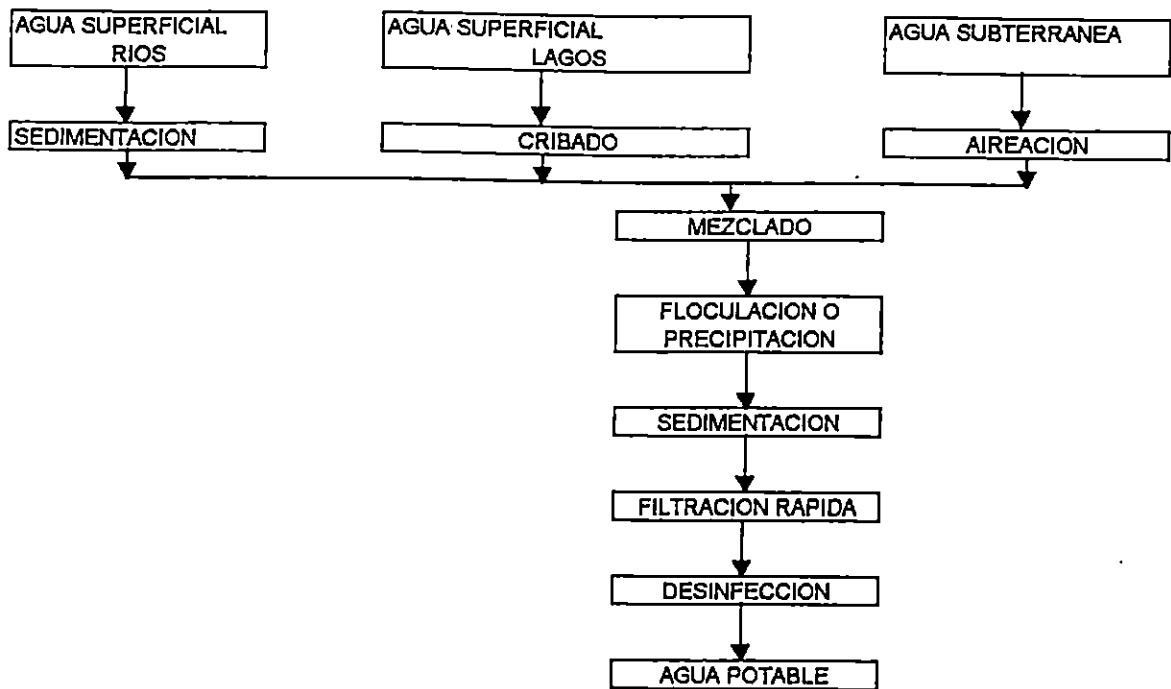 AGUA SUPERFICIAL
RIOS
AGUA SUPERFICIAL
LAGOS
AGUA SUBTERRANEA
SEDIMENTACION
CRIBADO
AIREACION
MEZCLADO
FLOCULACION O
PRECIPITACION
SEDIMENTACION
FILTRACION RAPIDA
DESINFECCION
AGUA POTABLE